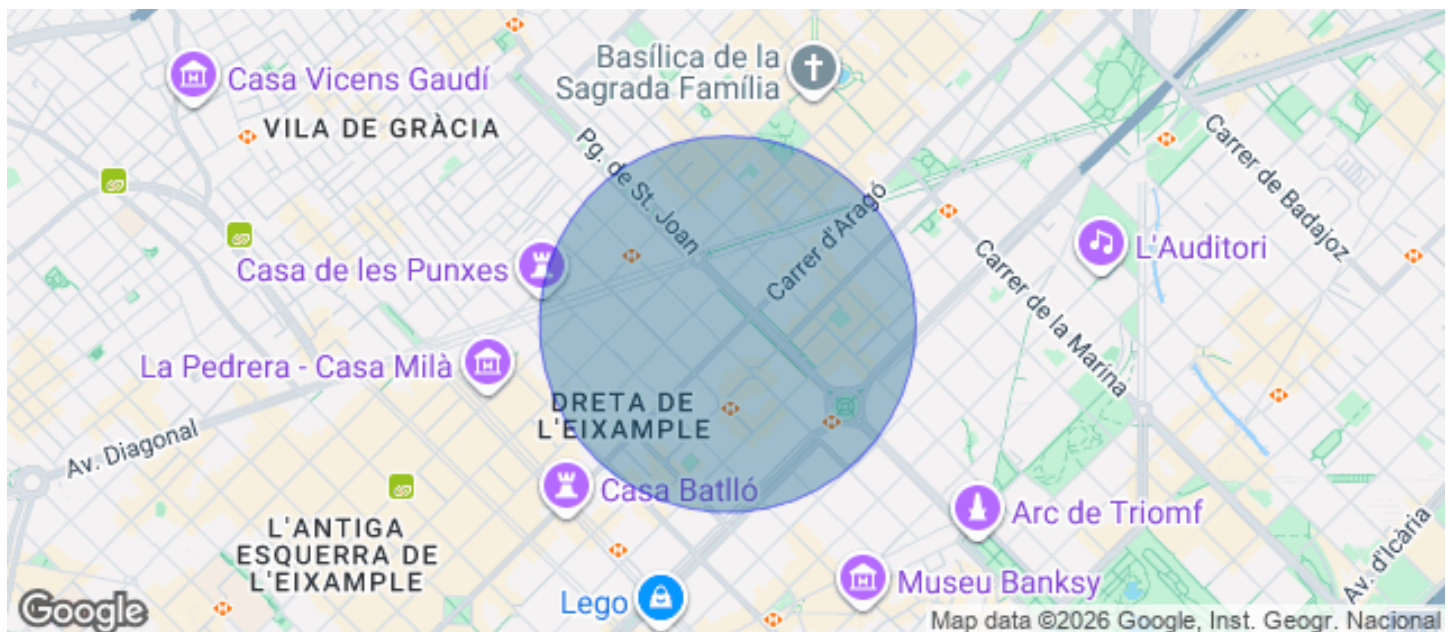 Basílica de la
Sagrada Família
Casa Vicens Gaudí
VILA DE GRÀCIA
Pg. de St. Joan
Carrer de Badajoz
Carrer d'Aragó
L'Auditori
Casa de les Punxes
Carrer de la Marina
La Pedrera - Casa Milà
DRETA DE
L'EIXAMPLE
Av. Diagonal
Casa Batlló
Arc de Triomf
L'ANTIGA
ESQUERRA DE
L'EIXAMPLE
Av. d'Icària
Museu Banksy
Lego
Google
Map data ©2026 Google, Inst. Geogr. Nacional